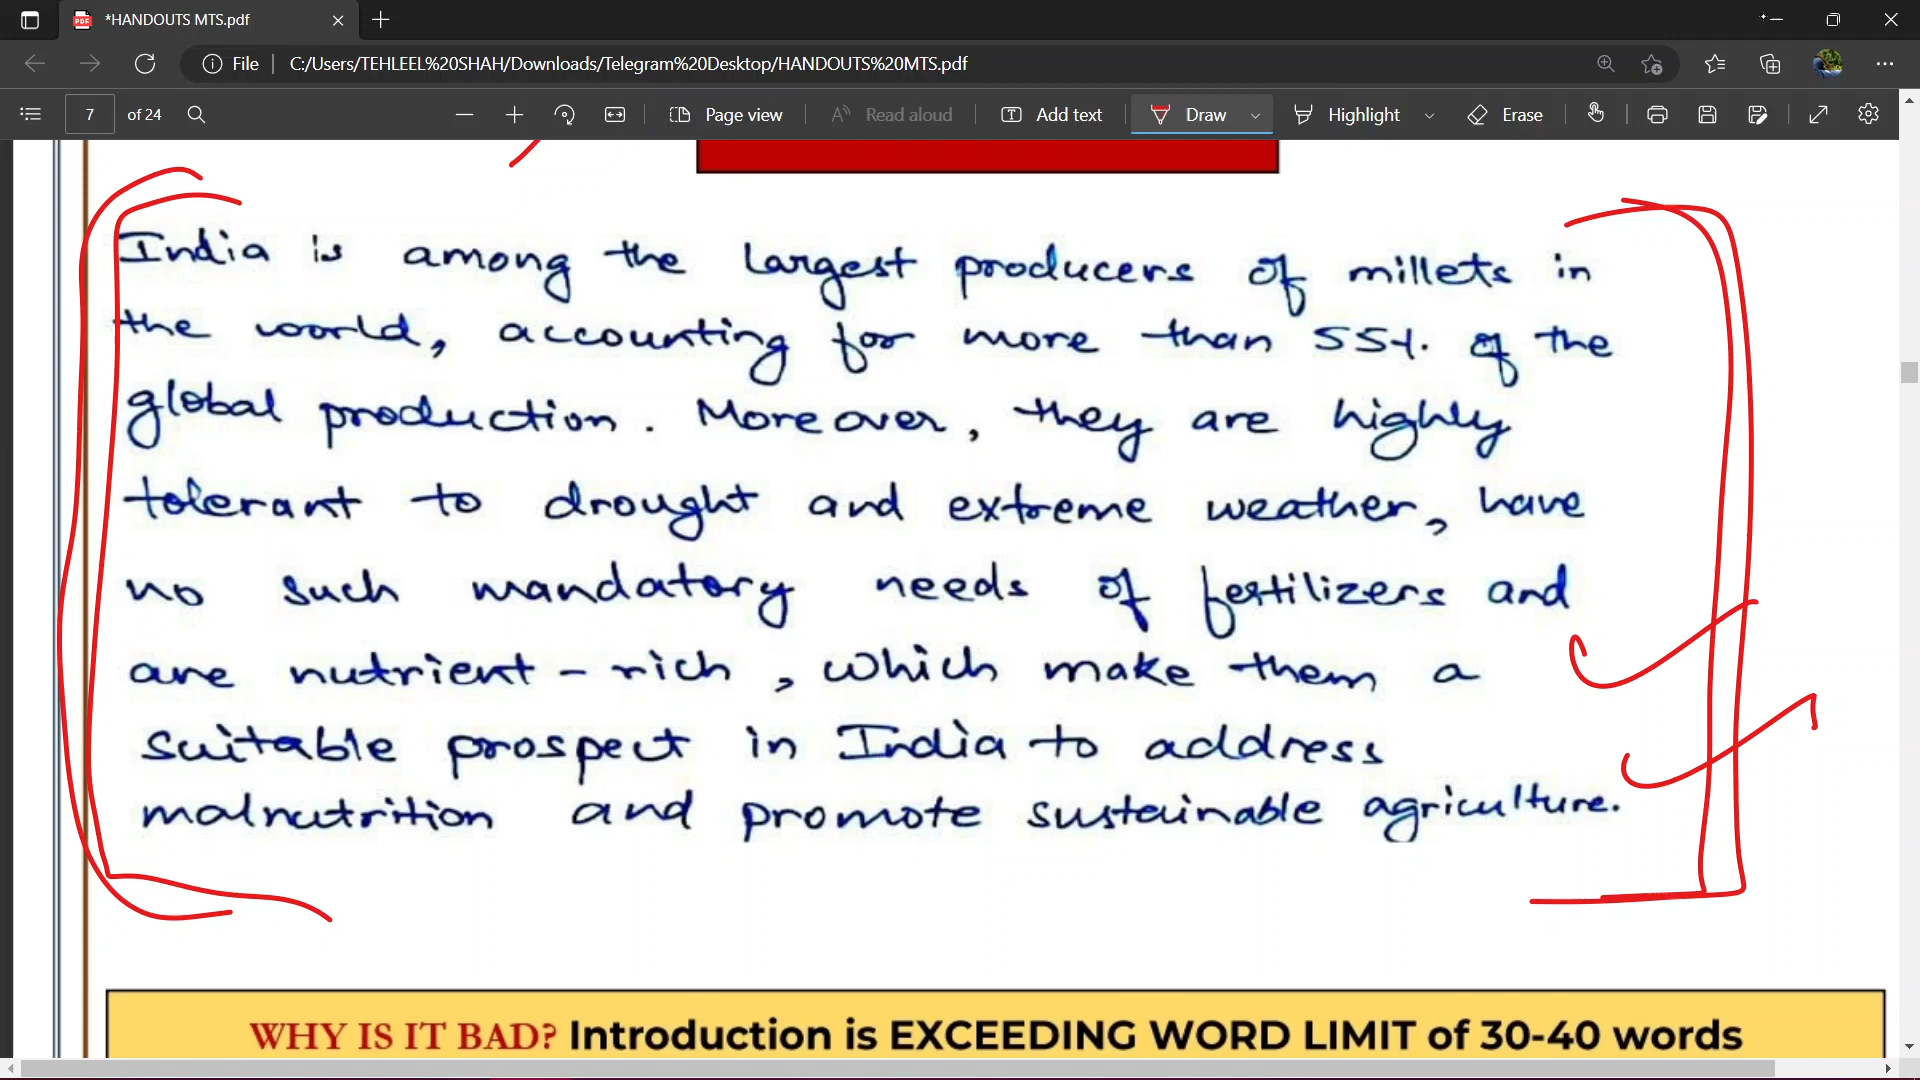 *HANDOUTS MTS.pdf
File
C:/Users/TEHLEEL%20SHAH/Downloads/Telegram%20Desktop/HANDOUTS%20MTS.pdf
7 of 24 Page view Read aloud Add text Draw Highlight Erase
India is among the largest producers of millets in
the world, accounting for more than 55%. of the
global production. Moreover, they are highly
tolerant to drought and extreme weather, have
no such mandatory needs of fertilizers and
are nutrient-rich, which make them a
suitable prospect in India to address
malnutrition and promote sustainable agriculture.
WHY IS IT BAD? Introduction is EXCEEDING WORD LIMIT of 30-40 words